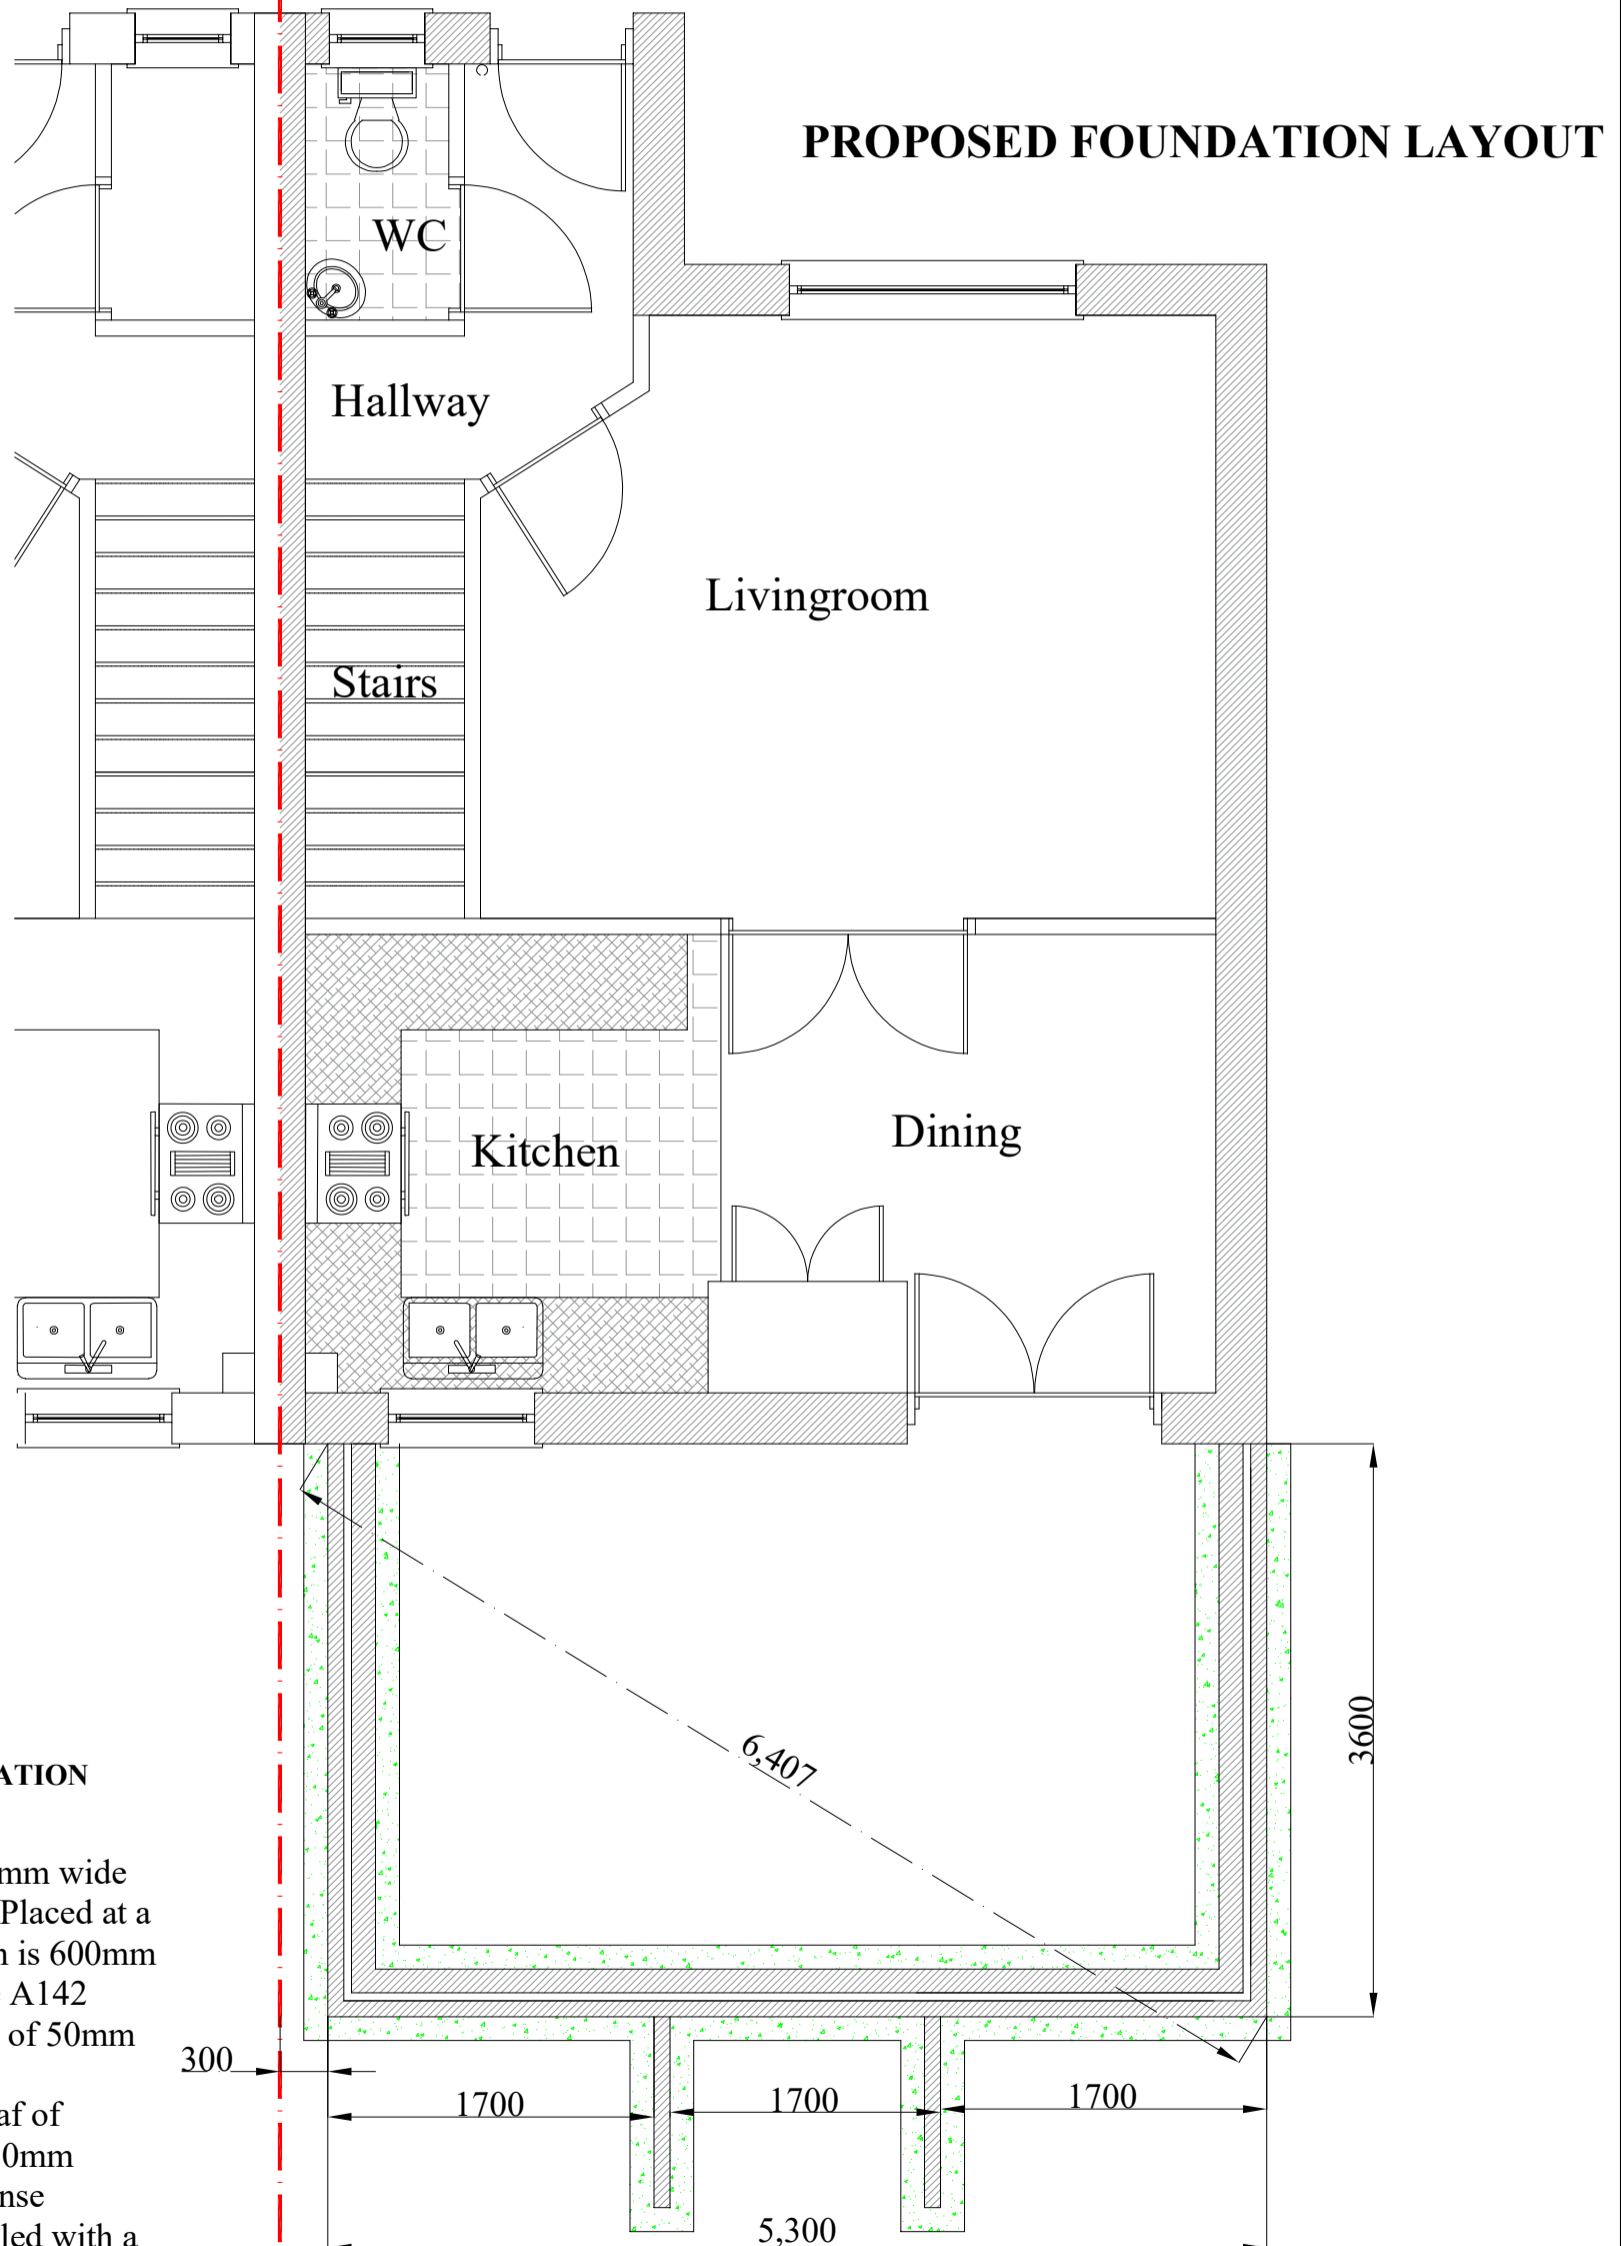 PROPOSED FOUNDATION LAYOUT
WC
Hallway
Livingroom
Stairs
Kitchen
Dining
6,407
3600
ATION
mm wide
Placed at a
is 600mm
A142
of 50mm
300
1700
1700
1700
af of
0mm
nse
led with a
5,300